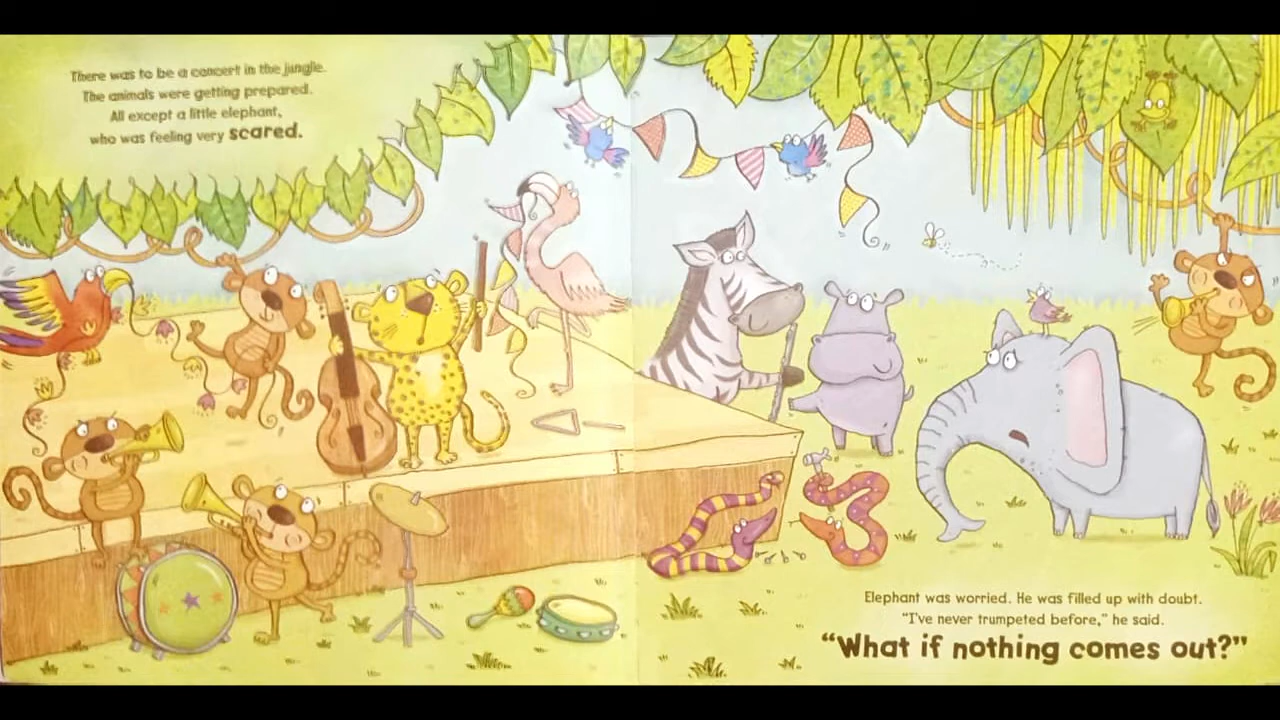 There was to be a concert in the jungle.
The animals were getting prepared.
All except a little elephant,
who was feeling very scared.
Elephant was worried. He was filled up with doubt.
"I've never trumpeted before," he said.
"What if nothing comes out?"